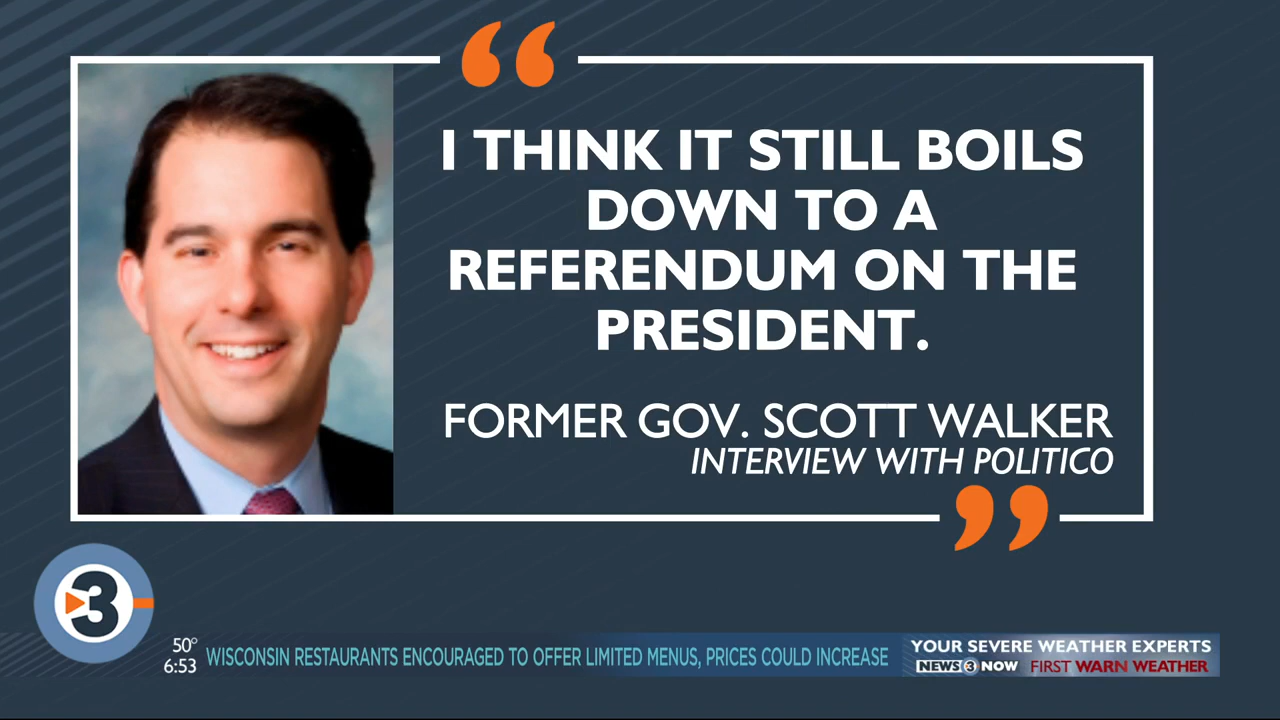 “
I THINK IT STILL BOILS
DOWN TO A
REFERENDUM ON THE
PRESIDENT.
FORMER GOV. SCOTT WALKER
INTERVIEW WITH POLITICO
”
3
50°
6:53
WISCONSIN RESTAURANTS ENCOURAGED TO OFFER LIMITED MENUS, PRICES COULD INCREASE
YOUR SEVERE WEATHER EXPERTS
NEWS 3 NOW FIRST WARN WEATHER